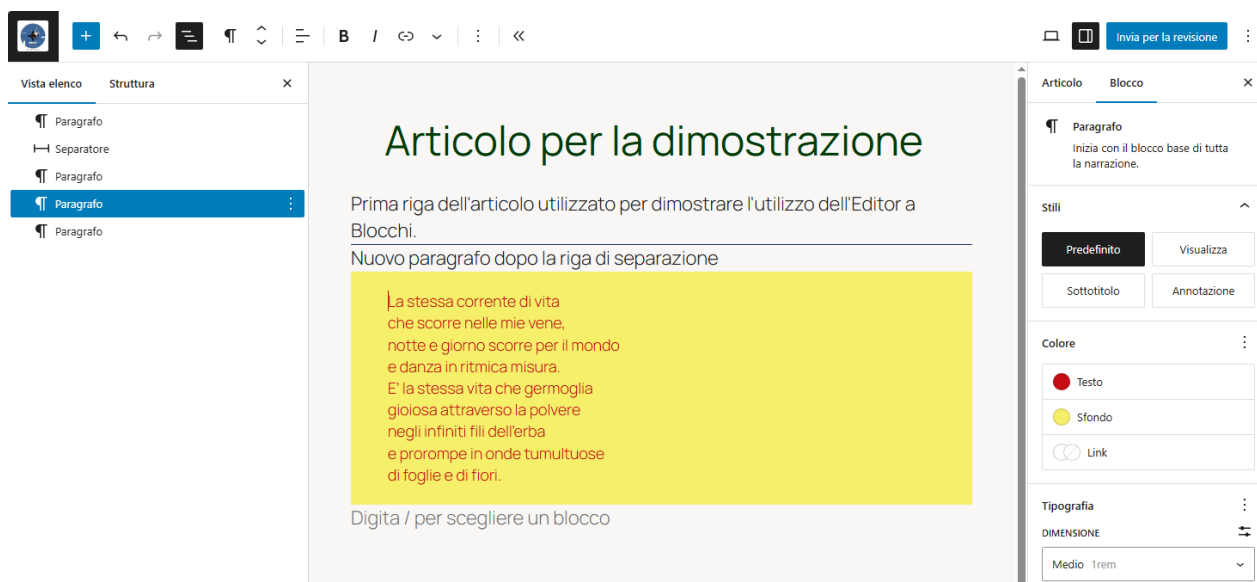 B I
Invia per la revisione
Vista elenco Struttura
Paragrafo
Separatore
Paragrafo
Paragrafo
Paragrafo
Articolo per la dimostrazione
Prima riga dell'articolo utilizzato per dimostrare l'utilizzo dell'Editor a
Blocchi.
Nuovo paragrafo dopo la riga di separazione
La stessa corrente di vita
che scorre nelle mie vene,
notte e giorno scorre per il mondo
e danza in ritmica misura.
E' la stessa vita che germoglia
gioiosa attraverso la polvere
negli infiniti fili dell'erba
e prorompe in onde tumultuose
di foglie e di fiori.
Digita / per scegliere un blocco
Articolo Blocco
Paragrafo
Inizia con il blocco base di tutta
la narrazione.
Stili
Predefinito Visualizza
Sottotitolo Annotazione
Colore
Testo
Sfondo
Link
Tipografia
DIMENSIONE
Medio 1rem